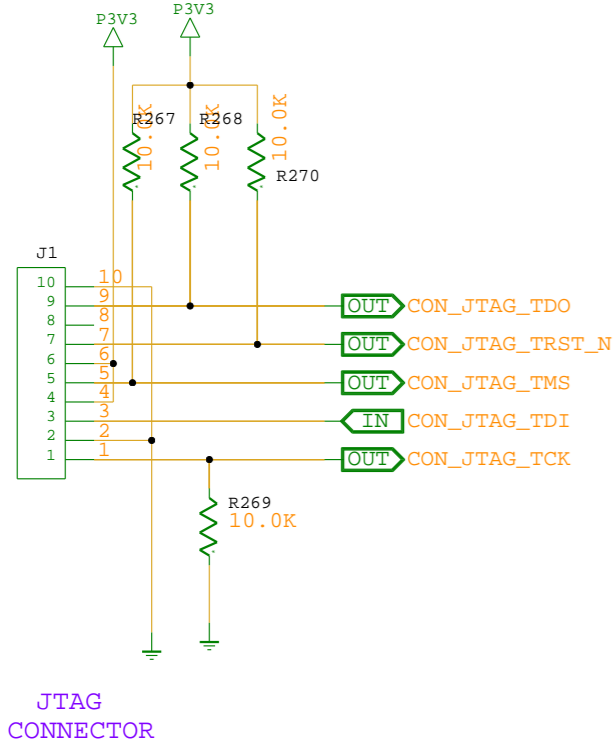 P3V3
P3V3
R267
10.0K
R268
10.0K
10.0K
R270
J1
10 10
9 9
8 8
7 7
6 6
5 5
4 4
3 3
2 2
1 1
OUT CON_JTAG_TDO
OUT CON_JTAG_TRST_N
OUT CON_JTAG_TMS
IN CON_JTAG_TDI
OUT CON_JTAG_TCK
R269
10.0K
JTAG
CONNECTOR